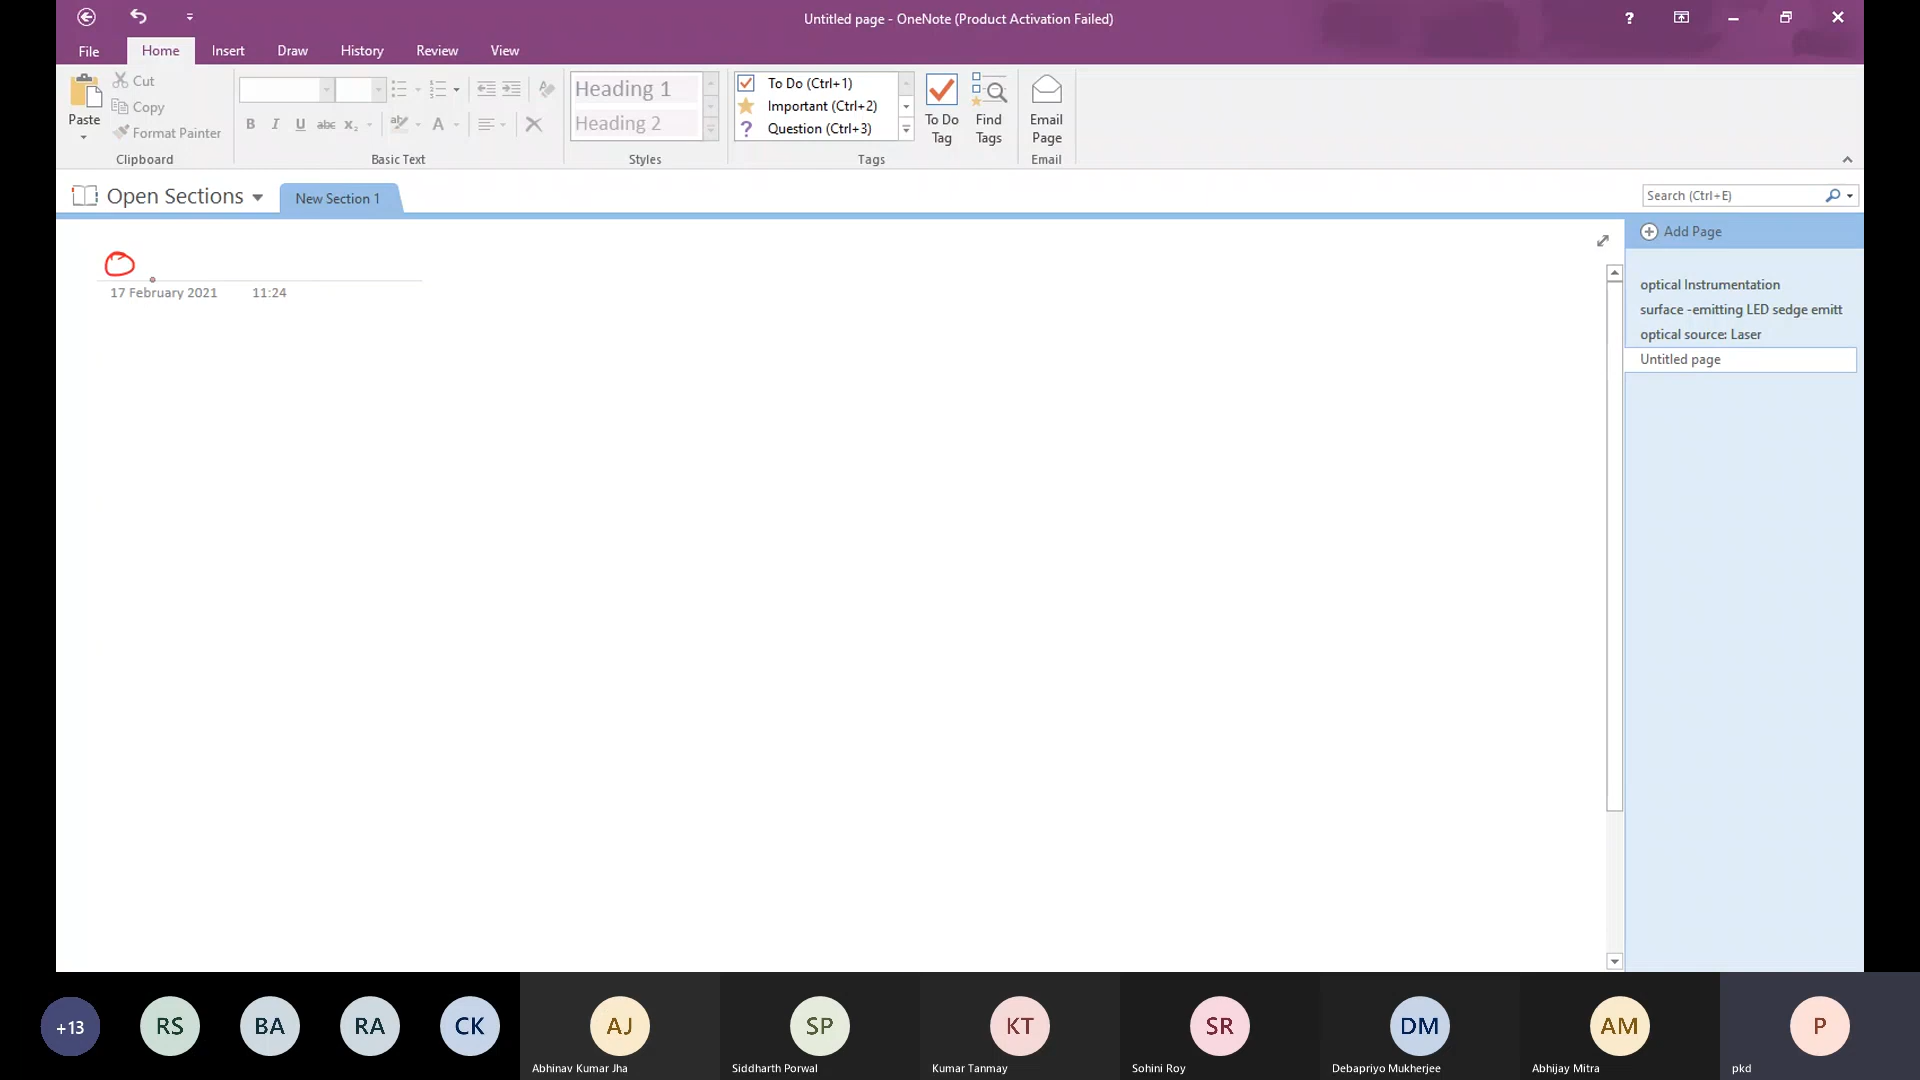 Untitled page - OneNote (Product Activation Failed)
?
File Home Insert Draw History Review View
Paste
Cut
Copy
Format Painter
Clipboard
B I U abc x₂ aby A
Basic Text
Heading 1
Heading 2
Styles
To Do (Ctrl+1)
Important (Ctrl+2)
? Question (Ctrl+3)
Tags
To Do
Tag
Find
Tags
Email
Page
Email
Open Sections
New Section 1
Search (Ctrl+E)
17 February 2021 11:24
Add Page
optical Instrumentation
surface -emitting LED sedge emitt
optical source: Laser
Untitled page
+13 RS BA RA CK AJ SP KT SR DM AM P
Abhinav Kumar Jha Siddharth Porwal Kumar Tanmay Sohini Roy Debapriyo Mukherjee Abhijay Mitra pkd